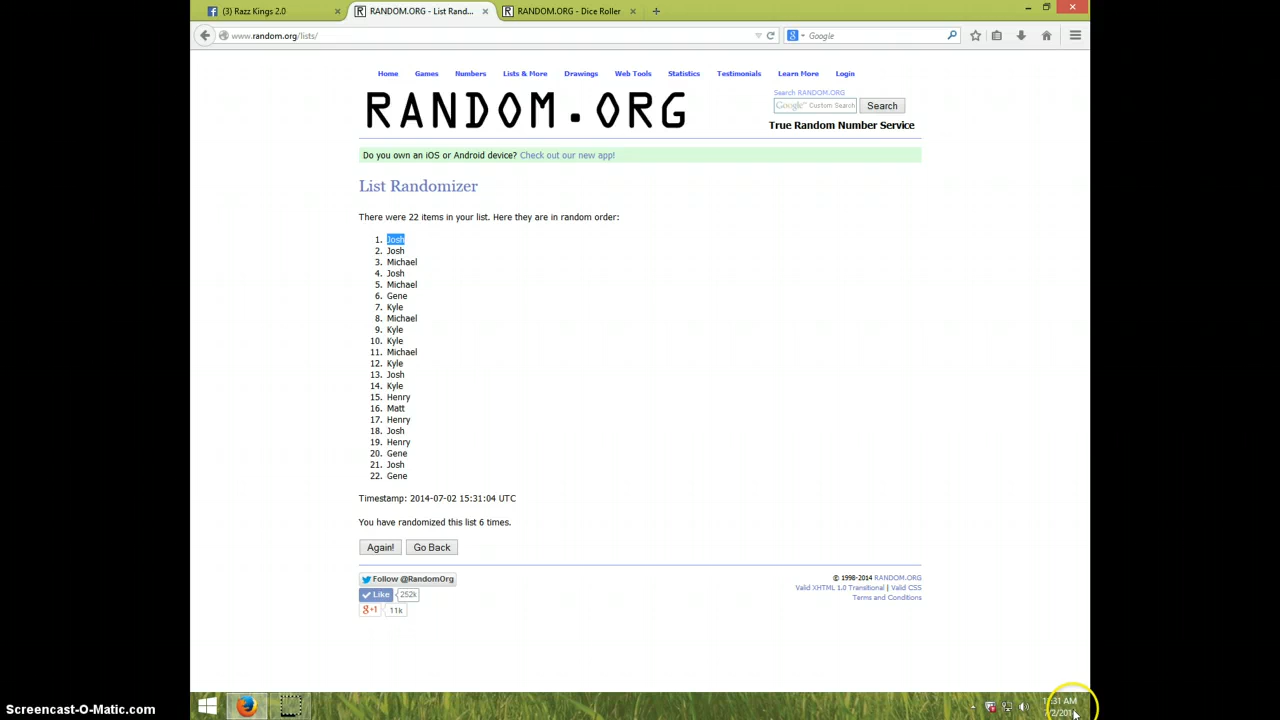 (3) Razz Kings 2.0
RANDOM.ORG - List Rand...
RANDOM.ORG - Dice Roller
www.random.org/lists/
Google
Home Games Numbers Lists & More Drawings Web Tools Statistics Testimonials Learn More Login
RANDOM.ORG
Search RANDOM.ORG
Google™ Custom Search
Search
True Random Number Service
Do you own an iOS or Android device? Check out our new app!
List Randomizer
There were 22 items in your list. Here they are in random order:
1. Josh
2. Josh
3. Michael
4. Josh
5. Michael
6. Gene
7. Kyle
8. Michael
9. Kyle
10. Kyle
11. Michael
12. Kyle
13. Josh
14. Kyle
15. Henry
16. Matt
17. Henry
18. Josh
19. Henry
20. Gene
21. Josh
22. Gene
Timestamp: 2014-07-02 15:31:04 UTC
You have randomized this list 6 times.
Again! Go Back
Follow @RandomOrg
Like 252k
g+1 11k
© 1998-2014 RANDOM.ORG
Valid XHTML 1.0 Transitional | Valid CSS
Terms and Conditions
AM
Screencast-O-Matic.com